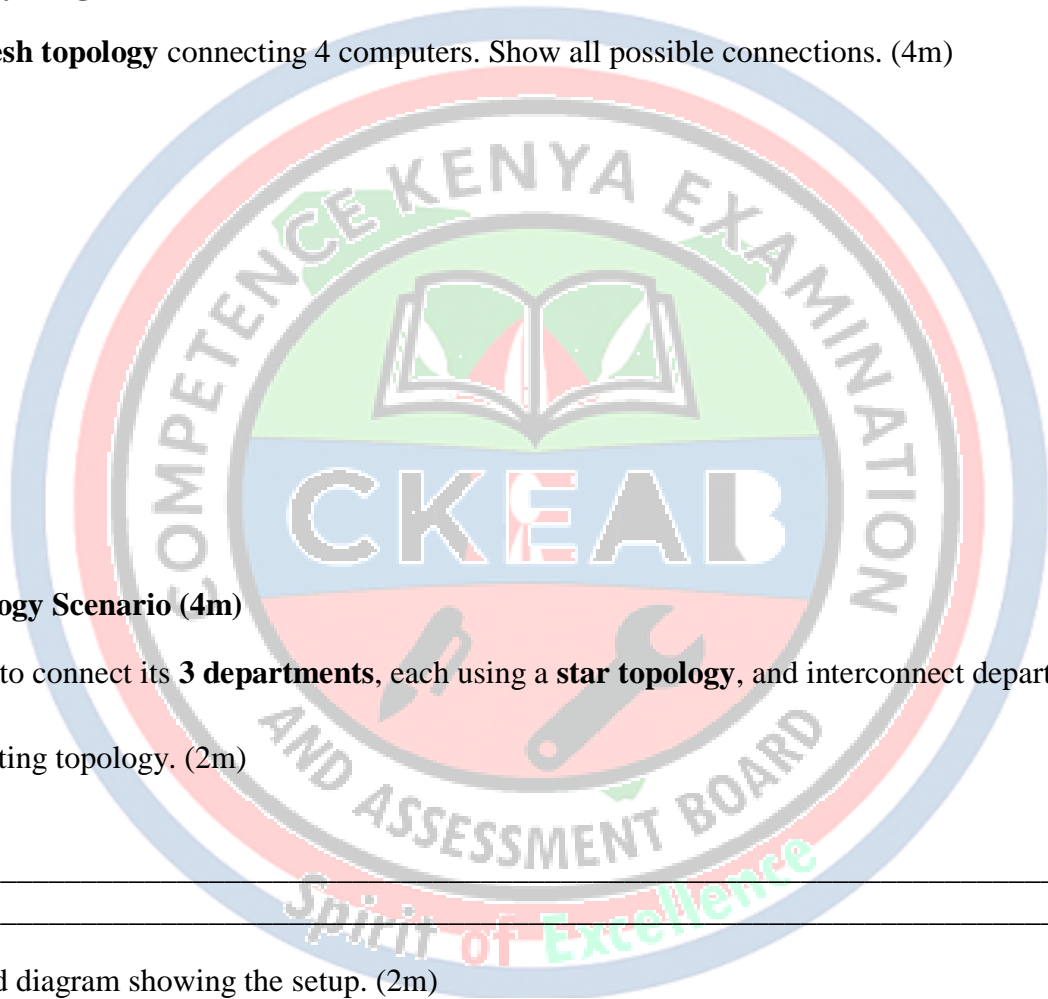 esh topology connecting 4 computers. Show all possible connections. (4m)
COMPETENCE KENYA EXAMINATION
CKEAB
ogy Scenario (4m)
to connect its 3 departments, each using a star topology, and interconnect depart
ting topology. (2m)
AND ASSESSMENT BOARD
Spirit of Excellence
d diagram showing the setup. (2m)